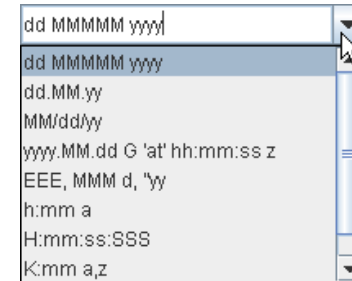 dd MMMMM yyyy
dd MMMMM yyyy
dd.MM.yy
MM/dd/yy
yyyy.MM.dd G 'at' hh:mm:ss z
EEE, MMM d, ''yy
h:mm a
H:mm:ss:SSS
K:mm a,z